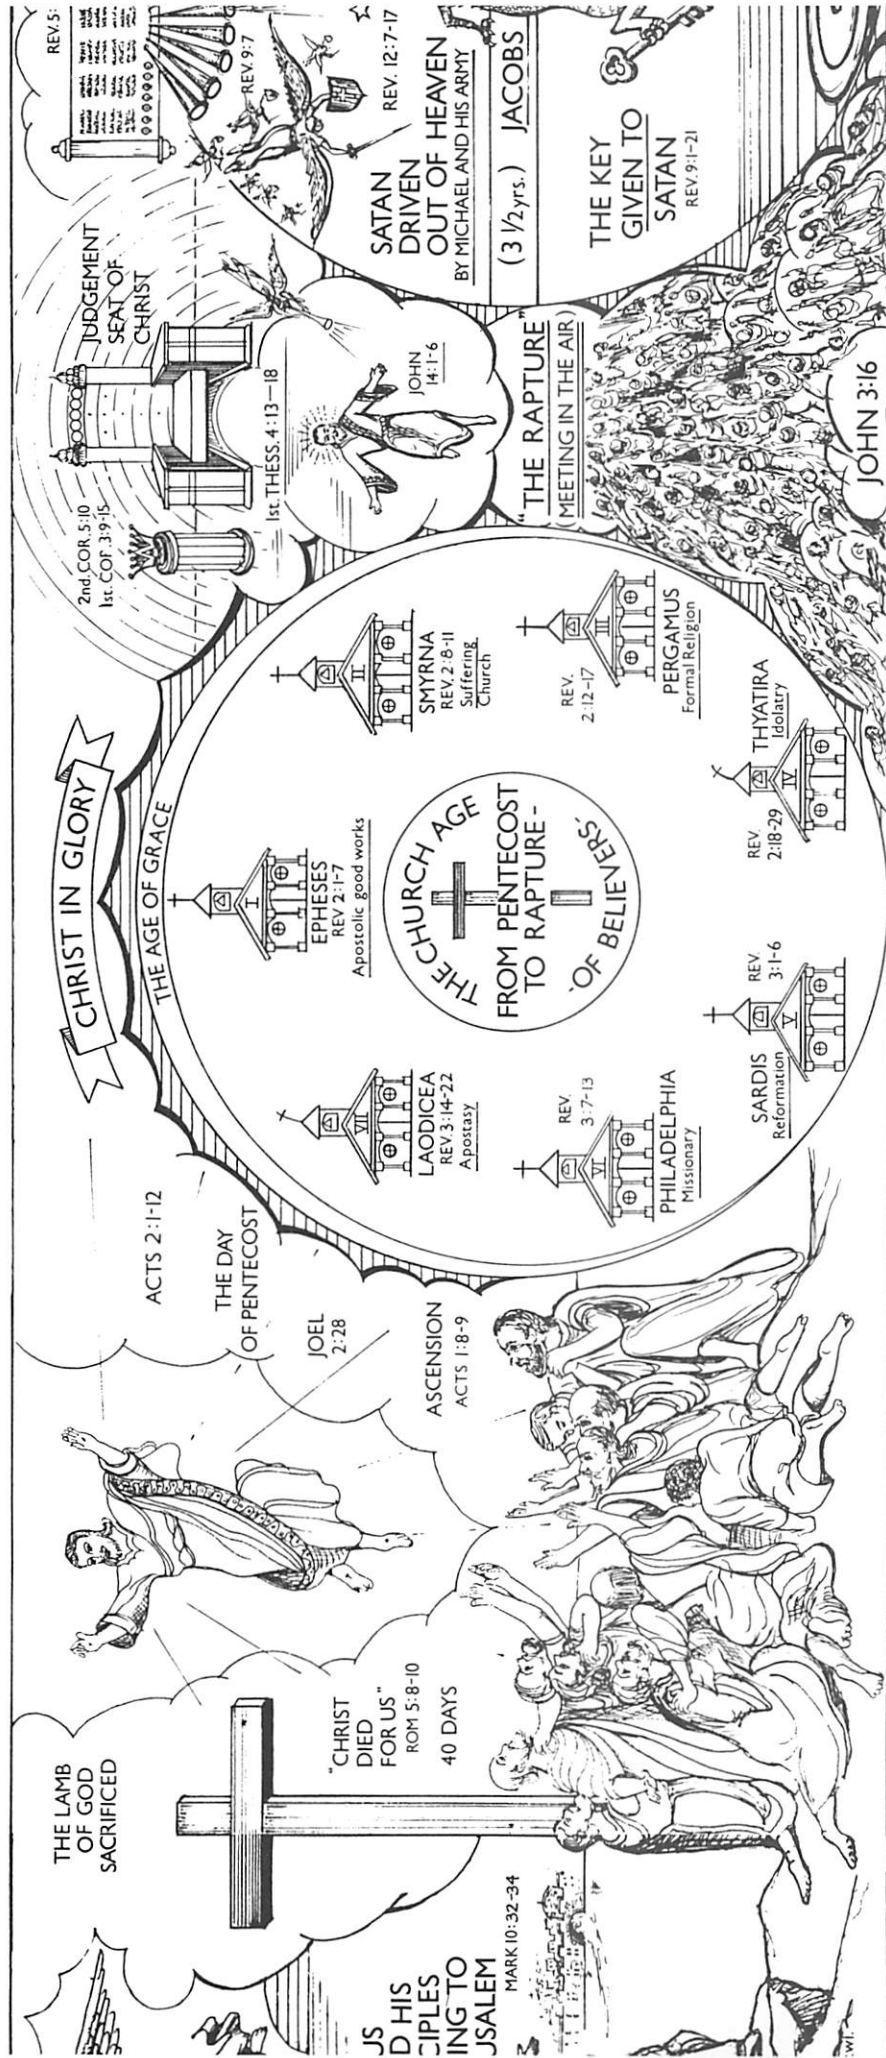 JS
D HIS
CIPLES
ING TO
JSALEM
MARK 10:32-34
THE LAMB
OF GOD
SACRIFICED
"CHRIST
DIED
FOR US"
ROM 5:8-10
40 DAYS
ASCENSION
ACTS 1:8-9
JOEL
2:28
THE DAY
OF PENTECOST
ACTS 2:1-12
CHRIST IN GLORY
THE AGE OF GRACE
I
EPHESES
REV 2:1-7
Apostolic good works
II
SMYRNA
REV. 2:8-11
Suffering
Church
III
REV.
2:12-17
PERGAMUS
Formal Religion
IV
REV.
2:18-29
THYATIRA
Idolatry
V
REV.
3:1-6
SARDIS
Reformation
VI
REV.
3:7-13
PHILADELPHIA
Missionary
VII
LAODICEA
REV. 3:14-22
Apostasy
THE CHURCH AGE
FROM PENTECOST
TO RAPTURE -
-OF BELIEVERS'
2nd. COR. 5:10
1st. COF. 3:9-15
JUDGEMENT
SEAT OF
CHRIST
1st. THESS. 4:13-18
JOHN
14:1-6
"THE RAPTURE"
(MEETING IN THE AIR)
JOHN 3:16
REV. 5:
REV. 9:7
REV. 12:7-17
SATAN
DRIVEN
OUT OF HEAVEN
BY MICHAEL AND HIS ARMY
(3 1/2 yrs.) JACOBS
THE KEY
GIVEN TO
SATAN
REV. 9:1-21